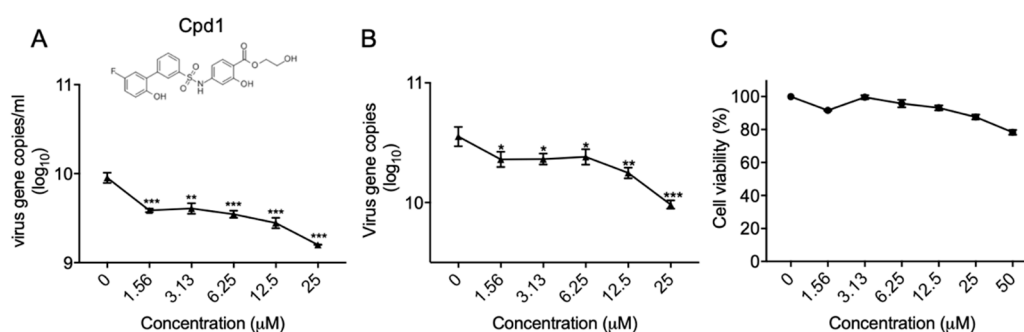 Cpd1
A
F
OH
O
S
O
N
H
O
O
OH
OH
11
10
9
virus gene copies/ml
(log10)
0
1.56
3.13
6.25
12.5
25
***
**
***
***
***
Concentration (μM)
B
11
10
Virus gene copies
(log10)
0
1.56
3.13
6.25
12.5
25
*
*
*
**
***
Concentration (μM)
C
100
80
60
40
20
0
Cell viability (%)
0
1.56
3.13
6.25
12.5
25
50
Concentration (μM)